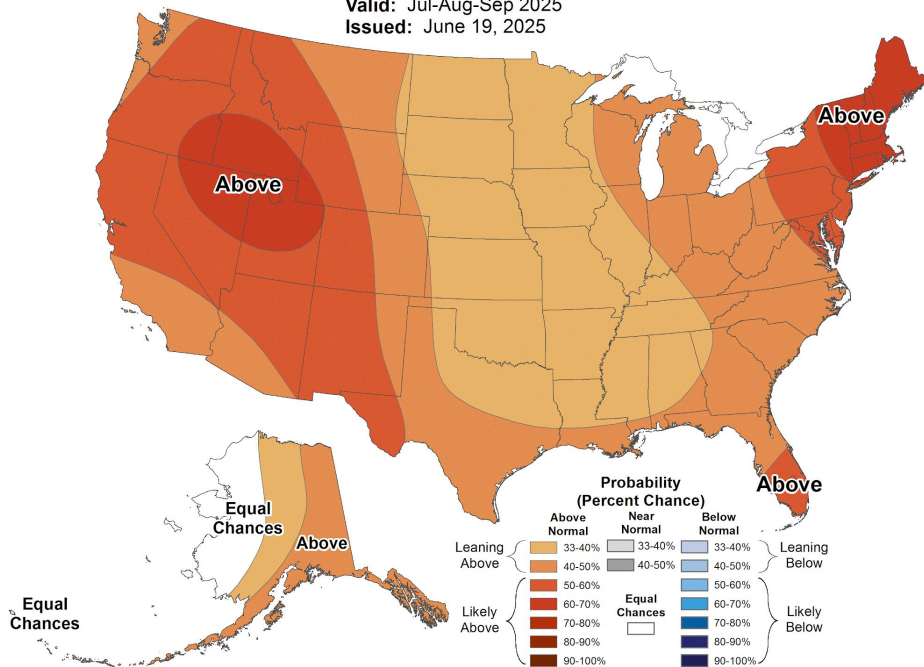 Valid: Jul-Aug-Sep 2025
Issued: June 19, 2025
Above
Above
Above
Equal
Chances
Above
Equal
Chances
Probability
(Percent Chance)
Above
Normal
Near
Normal
Below
Normal
Leaning
Above
33-40%
40-50%
33-40%
40-50%
33-40%
40-50%
Leaning
Below
Likely
Above
50-60%
60-70%
70-80%
80-90%
90-100%
Equal
Chances
50-60%
60-70%
70-80%
80-90%
90-100%
Likely
Below